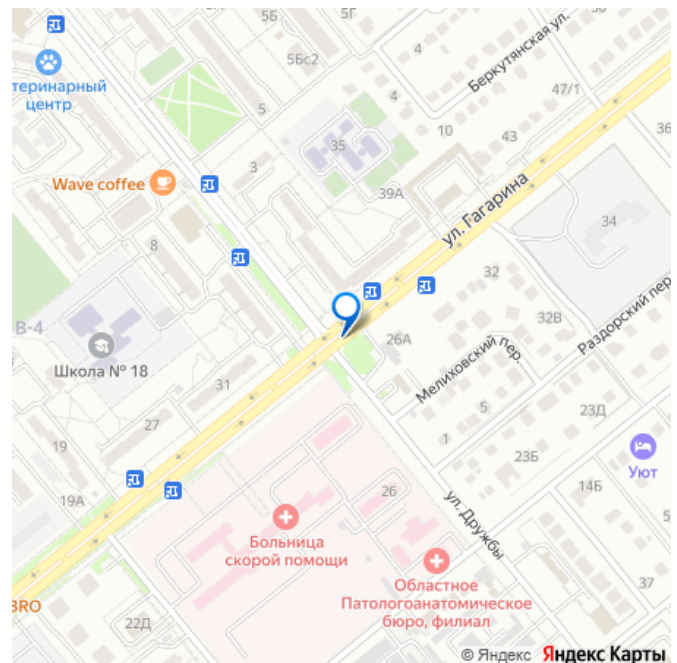 5Б
5Г
5Бс2
4
Беркутянская ул.
47/1
теринарный
центр
5
4
10
43
36
35
3
39А
Wave coffee
ул. Гагарина
34
8
32
В-4
26А
32В
Раздорский пер.
Школа № 18
Мелиховский пер.
31
5
23Д
27
1
19
23Б
Уют
19А
26
ул. Дружбы
14Б
5
Больница
скорой помощи
Областное
Патологоанатомическое
бюро, филиал
37
BRO
22Д
© Яндекс Яндекс Карты